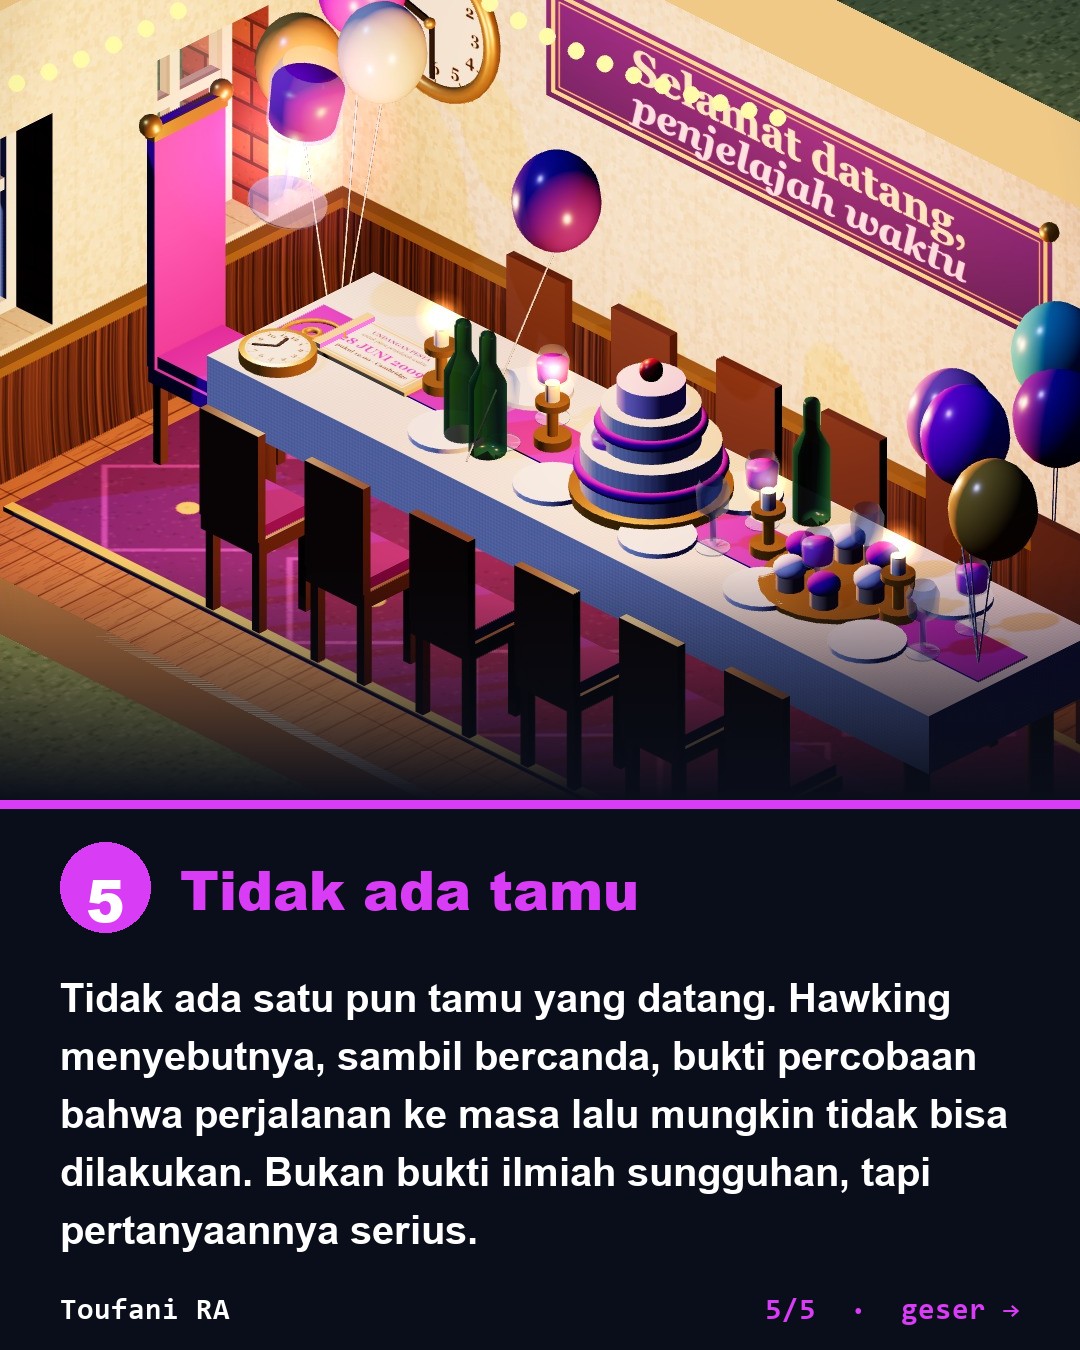 Selamat datang,
penjelajah waktu
UNDANGAN PESTA
28 JUNI 2009
5
Tidak ada tamu
Tidak ada satu pun tamu yang datang. Hawking
menyebutnya, sambil bercanda, bukti percobaan
bahwa perjalanan ke masa lalu mungkin tidak bisa
dilakukan. Bukan bukti ilmiah sungguhan, tapi
pertanyaannya serius.
Toufani RA
5/5 · geser →